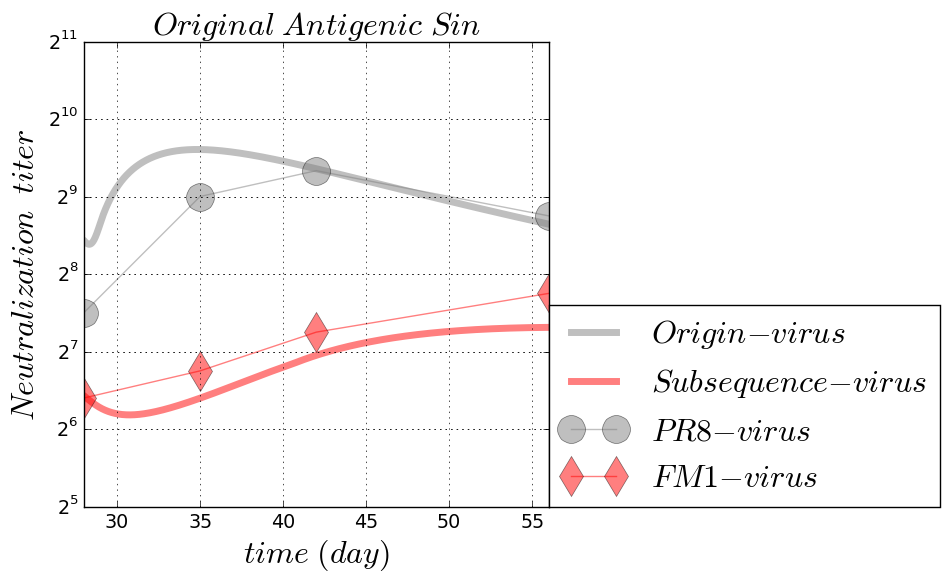 Original Antigenic Sin
Neutralization titer
2^11
2^10
2^9
2^8
2^7
2^6
2^5
30 35 40 45 50 55
time (day)
Origin−virus
Subsequence−virus
PR8−virus
FM1−virus